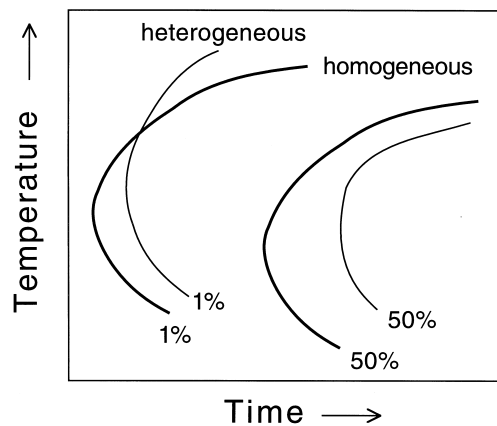 heterogeneous
homogeneous
Temperature
1%
1%
50%
50%
Time